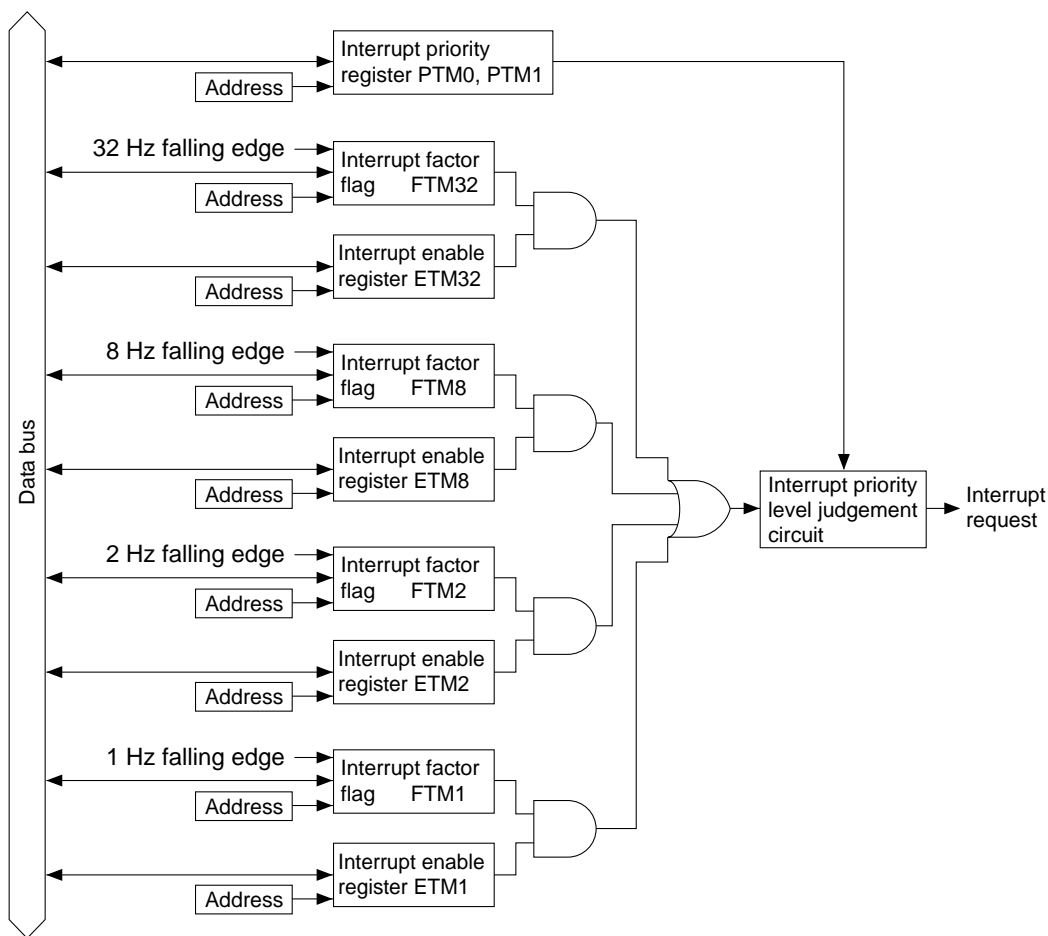 Interrupt priority
register PTM0, PTM1
Address
32 Hz falling edge
Interrupt factor
flag FTM32
Address
Interrupt enable
register ETM32
Address
8 Hz falling edge
Interrupt factor
flag FTM8
Address
Interrupt enable
register ETM8
Address
Data bus
Interrupt priority
level judgement
circuit
Interrupt
request
2 Hz falling edge
Interrupt factor
flag FTM2
Address
Interrupt enable
register ETM2
Address
1 Hz falling edge
Interrupt factor
flag FTM1
Address
Interrupt enable
register ETM1
Address